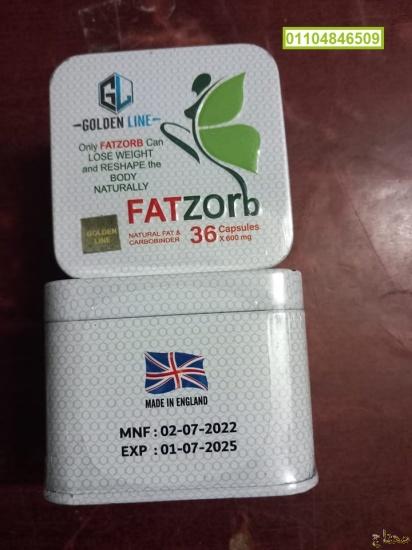 01104846509
GL
-GOLDEN LINE-
Only FATZORB Can
LOSE WEIGHT
and RESHAPE the
BODY
NATURALLY
FATZOrb
GOLDEN
LINE
NATURAL FAT &
CARBOBINDER
36 Capsules
X 600 mg
MADE IN ENGLAND
MNF : 02-07-2022
EXP : 01-07-2025